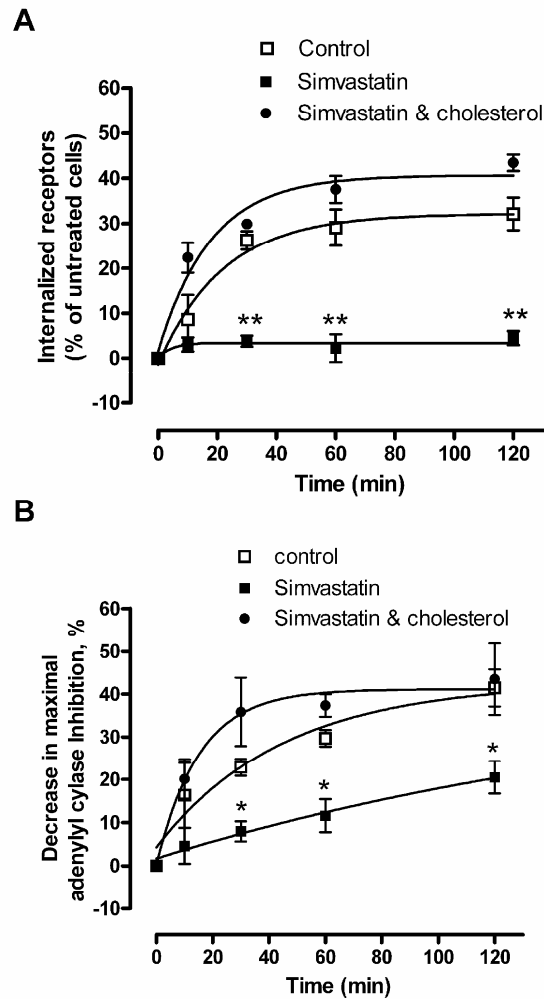 A
Control
Simvastatin
Simvastatin & cholesterol
Internalized receptors
(% of untreated cells)
60
50
40
30
20
10
0
-10
**
**
**
0
20
40
60
80
100
120
Time (min)
B
control
Simvastatin
Simvastatin & cholesterol
Decrease in maximal
adenylyl cylase Inhibition, %
60
50
40
30
20
10
0
-10
*
*
*
0
20
40
60
80
100
120
Time (min)